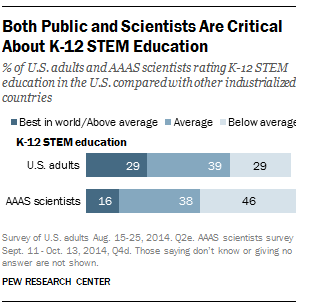 Both Public and Scientists Are Critical
About K-12 STEM Education
% of U.S. adults and AAAS scientists rating K-12 STEM
education in the U.S. compared with other industrialized
countries
Best in world/Above average Average Below average
K-12 STEM education
U.S. adults 29 39 29
AAAS scientists 16 38 46
Survey of U.S. adults Aug. 15-25, 2014. Q2e. AAAS scientists survey
Sept. 11 - Oct. 13, 2014, Q4d. Those saying don't know or giving no
answer are not shown.
PEW RESEARCH CENTER